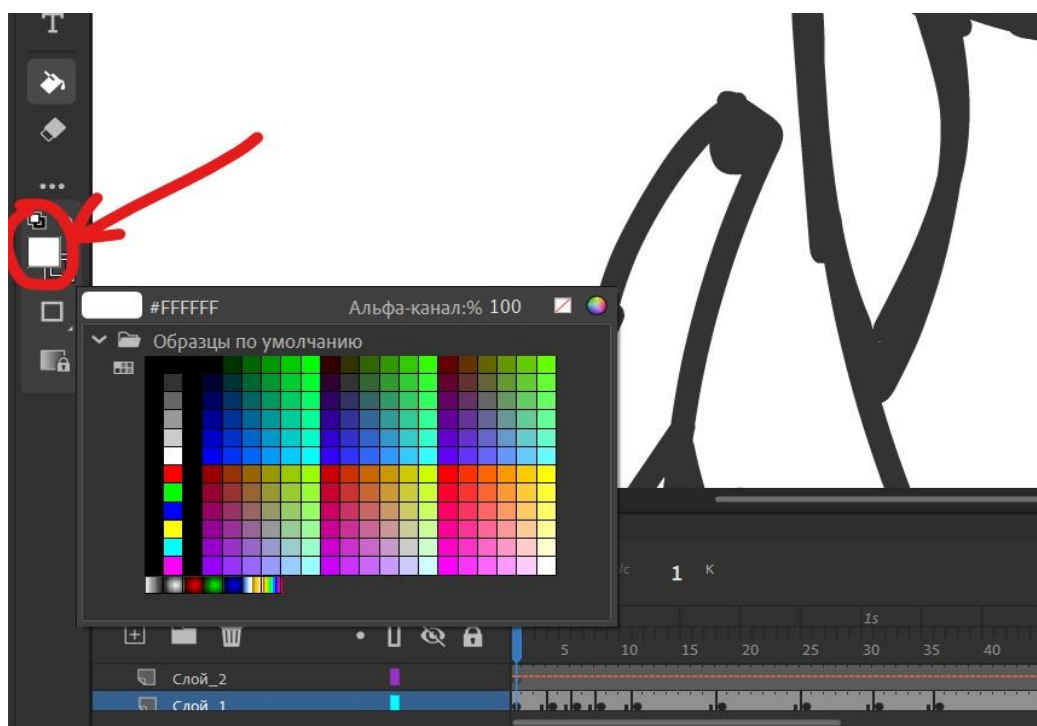 T
#FFFFFF Альфа-канал:% 100
Образцы по умолчанию
1 К
1s
5 10 15 20 25 30 35 40
Слой_2
Слой_1